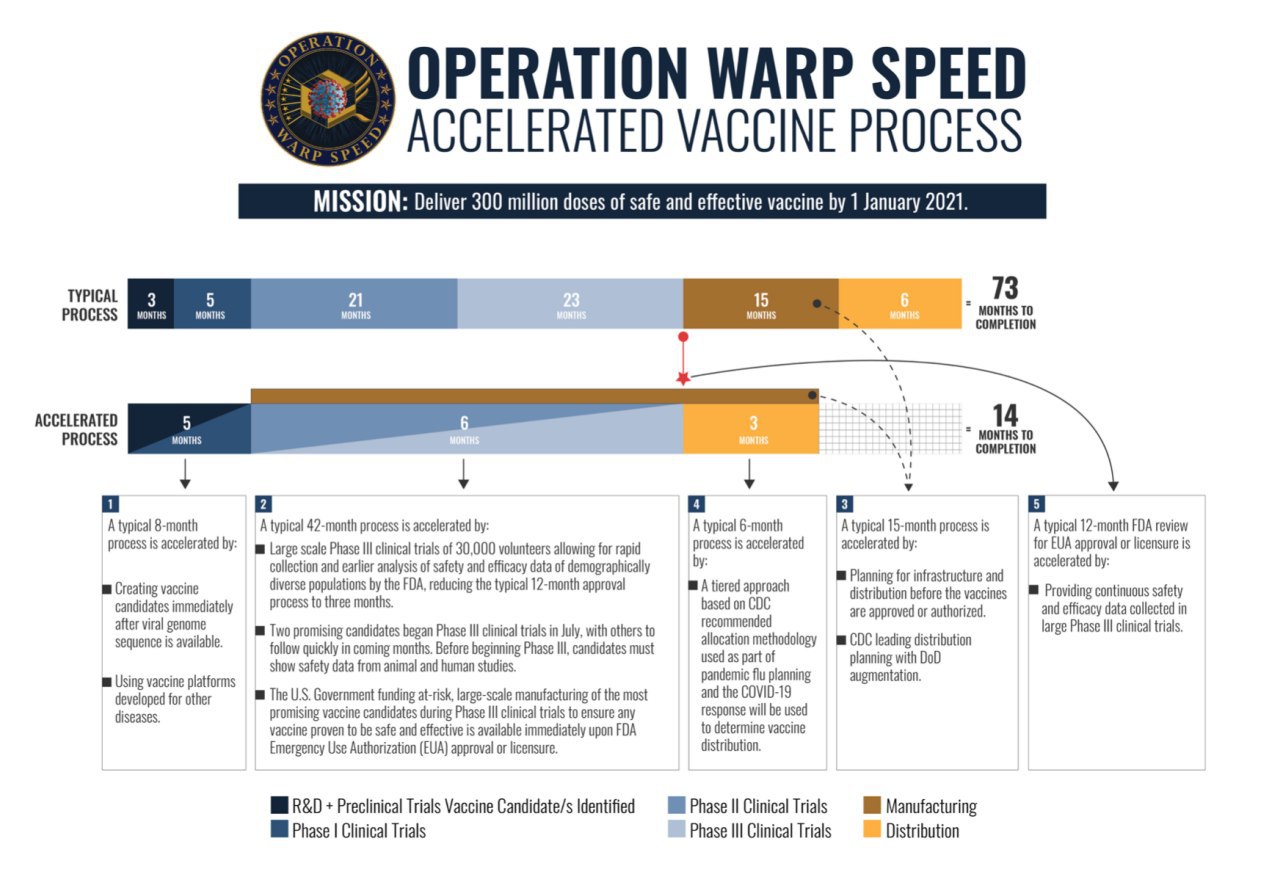 OPERATION
WARP SPEED
OPERATION WARP SPEED
ACCELERATED VACCINE PROCESS
MISSION: Deliver 300 million doses of safe and effective vaccine by 1 January 2021.
TYPICAL
PROCESS
3
MONTHS
5
MONTHS
21
MONTHS
23
MONTHS
15
MONTHS
6
MONTHS
=
73
MONTHS TO
COMPLETION
ACCELERATED
PROCESS
5
MONTHS
6
MONTHS
3
MONTHS
=
14
MONTHS TO
COMPLETION
1
A typical 8-month
process is accelerated by:
Creating vaccine
candidates immediately
after viral genome
sequence is available.
Using vaccine platforms
developed for other
diseases.
2
A typical 42-month process is accelerated by:
Large scale Phase III clinical trials of 30,000 volunteers allowing for rapid
collection and earlier analysis of safety and efficacy data of demographically
diverse populations by the FDA, reducing the typical 12-month approval
process to three months.
Two promising candidates began Phase III clinical trials in July, with others to
follow quickly in coming months. Before beginning Phase III, candidates must
show safety data from animal and human studies.
The U.S. Government funding at-risk, large-scale manufacturing of the most
promising vaccine candidates during Phase III clinical trials to ensure any
vaccine proven to be safe and effective is available immediately upon FDA
Emergency Use Authorization (EUA) approval or licensure.
4
A typical 6-month
process is accelerated
by:
A tiered approach
based on CDC
recommended
allocation methodology
used as part of
pandemic flu planning
and the COVID-19
response will be used
to determine vaccine
distribution.
3
A typical 15-month process is
accelerated by:
Planning for infrastructure and
distribution before the vaccines
are approved or authorized.
CDC leading distribution
planning with DoD
augmentation.
5
A typical 12-month FDA review
for EUA approval or licensure is
accelerated by:
Providing continuous safety
and efficacy data collected in
large Phase III clinical trials.
R&D + Preclinical Trials Vaccine Candidate/s Identified
Phase I Clinical Trials
Phase II Clinical Trials
Phase III Clinical Trials
Manufacturing
Distribution